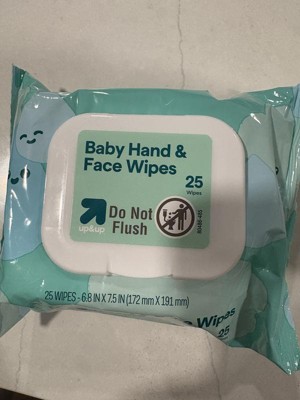 Baby Hand &
Face Wipes
25
Wipes
up&up
Do Not
Flush
25 WIPES - 6.8 IN X 7.5 IN (172 mm X 191 mm)
Wipes
25